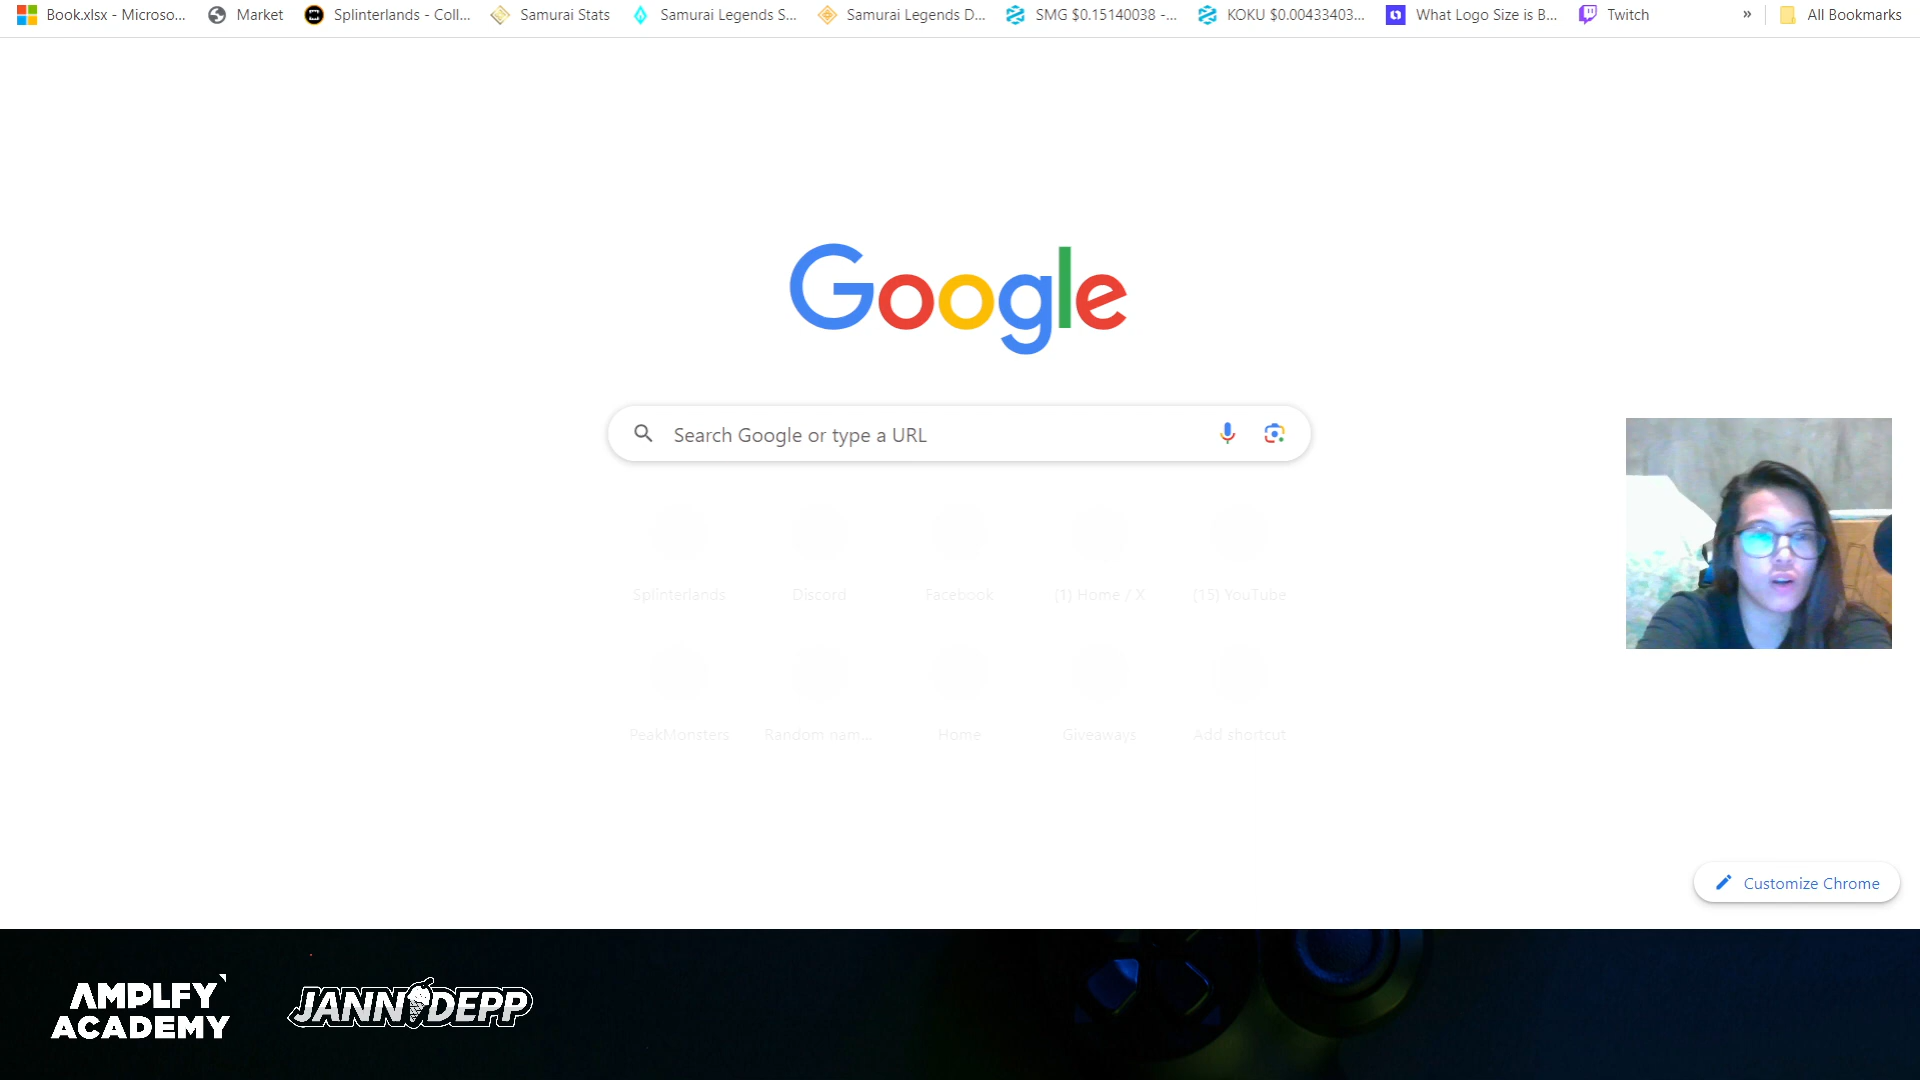 Book.xlsx - Microso... Market Splinterlands - Coll... Samurai Stats Samurai Legends S... Samurai Legends D... SMG $0.15140038 -... KOKU $0.00433403... What Logo Size is B... Twitch » All Bookmarks
Google
Search Google or type a URL
Splinterlands Discord Facebook (1) Home / X (15) YouTube
PeakMonsters Random nam... Home Giveaways Add shortcut
Customize Chrome
AMPLFY
ACADEMY
JANNDEPP